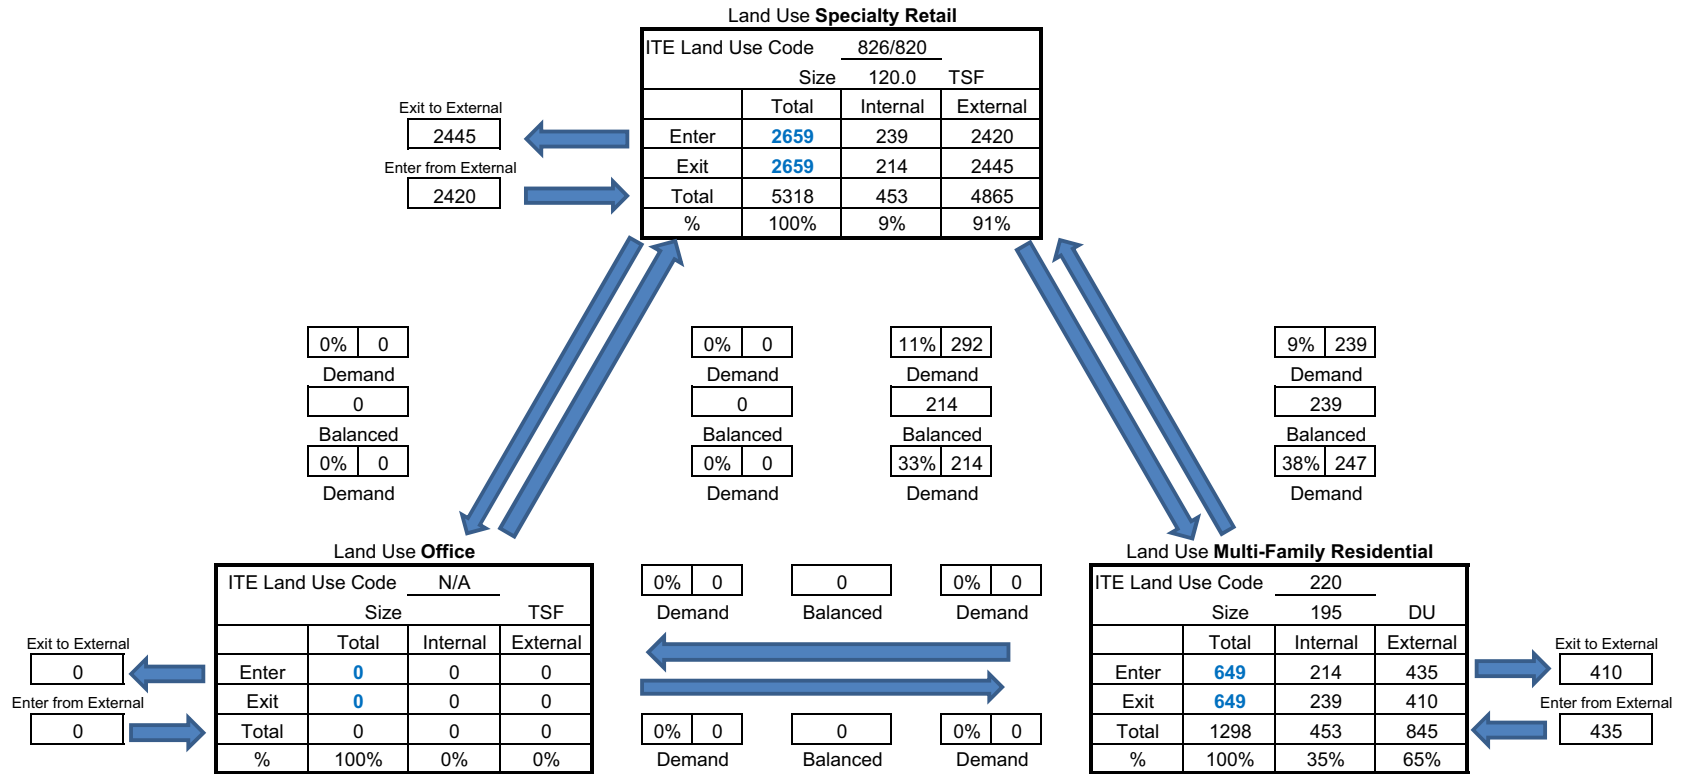 Land Use Specialty Retail
ITE Land Use Code 826/820
Size 120.0 TSF
Total Internal External
Enter 2659 239 2420
Exit 2659 214 2445
Total 5318 453 4865
% 100% 9% 91%
Exit to External
2445
Enter from External
2420
0% 0
Demand
0
Balanced
0% 0
Demand
0% 0
Demand
0
Balanced
0% 0
Demand
11% 292
Demand
214
Balanced
33% 214
Demand
9% 239
Demand
239
Balanced
38% 247
Demand
Land Use Office
ITE Land Use Code N/A
Size TSF
Total Internal External
Enter 0 0 0
Exit 0 0 0
Total 0 0 0
% 100% 0% 0%
Exit to External
0
Enter from External
0
0% 0 0 0% 0
Demand Balanced Demand
0% 0 0 0% 0
Demand Balanced Demand
Land Use Multi-Family Residential
ITE Land Use Code 220
Size 195 DU
Total Internal External
Enter 649 214 435
Exit 649 239 410
Total 1298 453 845
% 100% 35% 65%
Exit to External
410
Enter from External
435